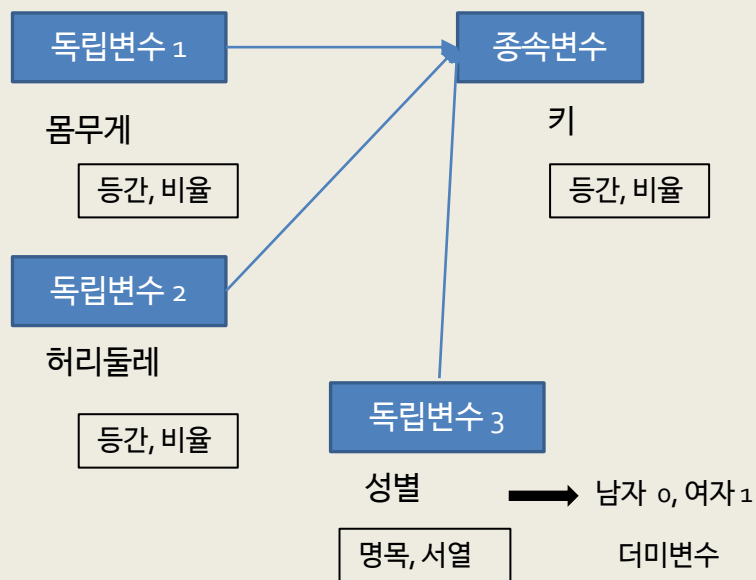 독립변수 1
종속변수
몸무게
키
등간, 비율
등간, 비율
독립변수 2
허리둘레
등간, 비율
독립변수 3
성별
남자 0, 여자 1
명목, 서열
더미변수